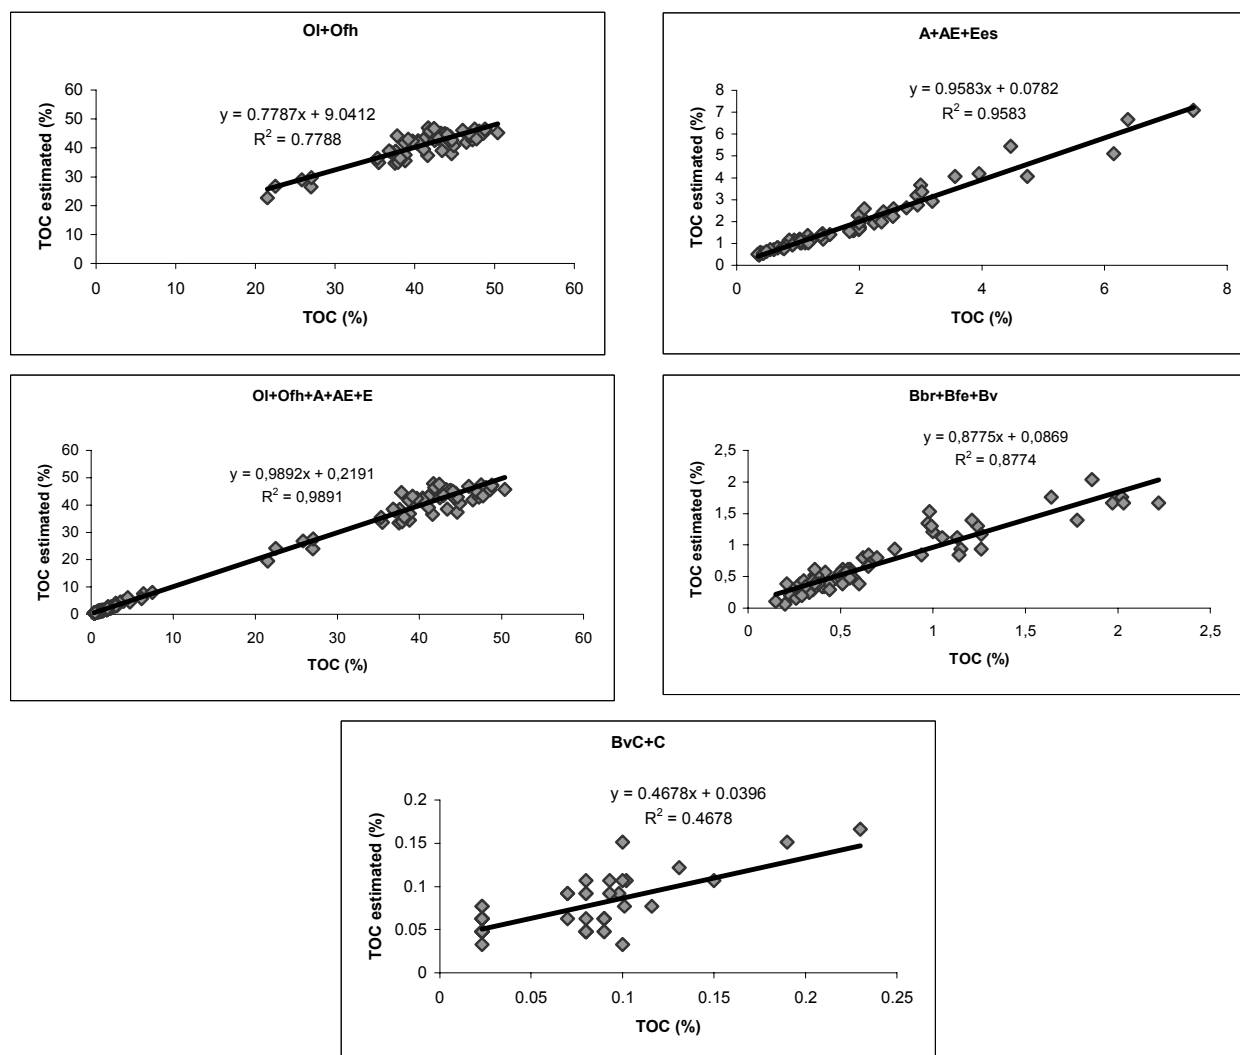 Ol+Ofh
y = 0.7787x + 9.0412
R² = 0.7788
TOC estimated (%)
60
50
40
30
20
10
0
0 10 20 30 40 50 60
TOC (%)
A+AE+Ees
y = 0.9583x + 0.0782
R² = 0.9583
TOC estimated (%)
8
7
6
5
4
3
2
1
0
0 2 4 6 8
TOC (%)
Ol+Ofh+A+AE+E
y = 0,9892x + 0,2191
R² = 0,9891
TOC estimated (%)
60
50
40
30
20
10
0
0 10 20 30 40 50 60
TOC (%)
Bbr+Bfe+Bv
y = 0,8775x + 0,0869
R² = 0,8774
TOC estimated (%)
2,5
2
1,5
1
0,5
0
0 0,5 1 1,5 2 2,5
TOC (%)
BvC+C
y = 0.4678x + 0.0396
R² = 0.4678
TOC estimated (%)
0.2
0.15
0.1
0.05
0
0 0.05 0.1 0.15 0.2 0.25
TOC (%)